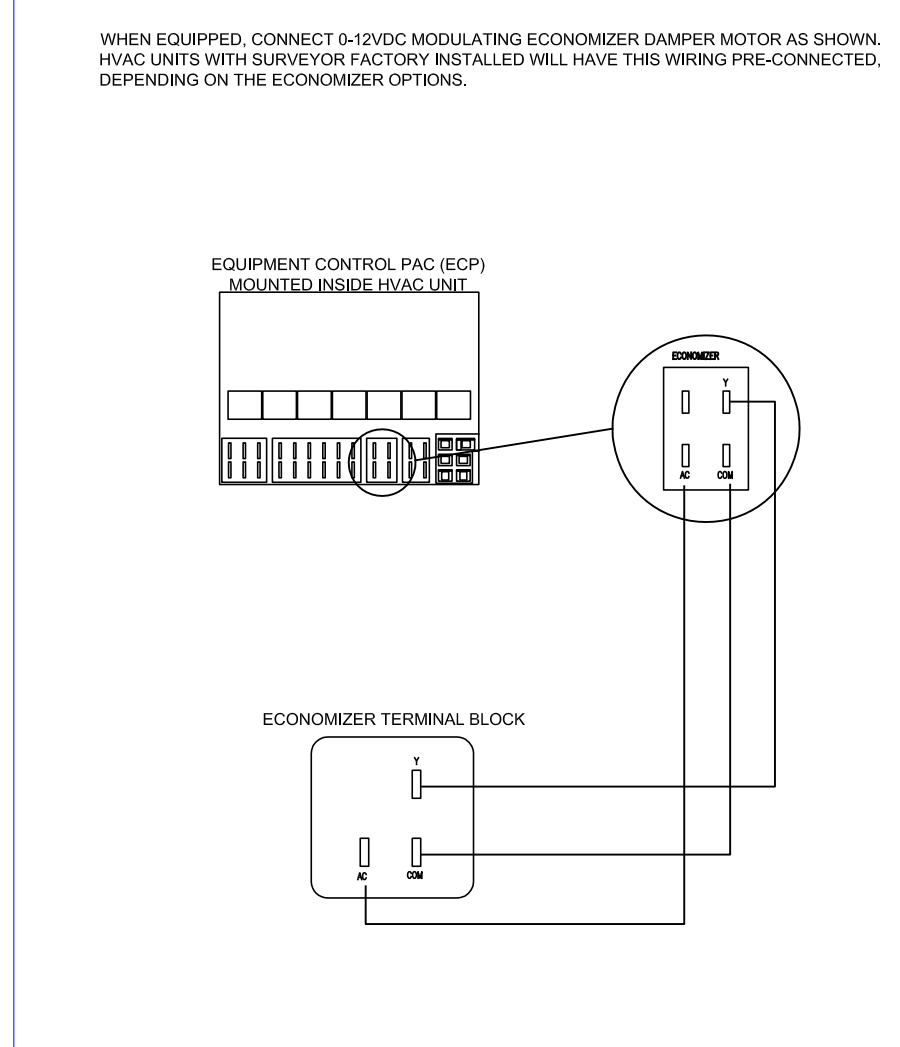 WHEN EQUIPPED, CONNECT 0-12VDC MODULATING ECONOMIZER DAMPER MOTOR AS SHOWN.
HVAC UNITS WITH SURVEYOR FACTORY INSTALLED WILL HAVE THIS WIRING PRE-CONNECTED,
DEPENDING ON THE ECONOMIZER OPTIONS.
EQUIPMENT CONTROL PAC (ECP)
MOUNTED INSIDE HVAC UNIT
ECONOMIZER
Y
AC COM
ECONOMIZER TERMINAL BLOCK
Y
AC COM